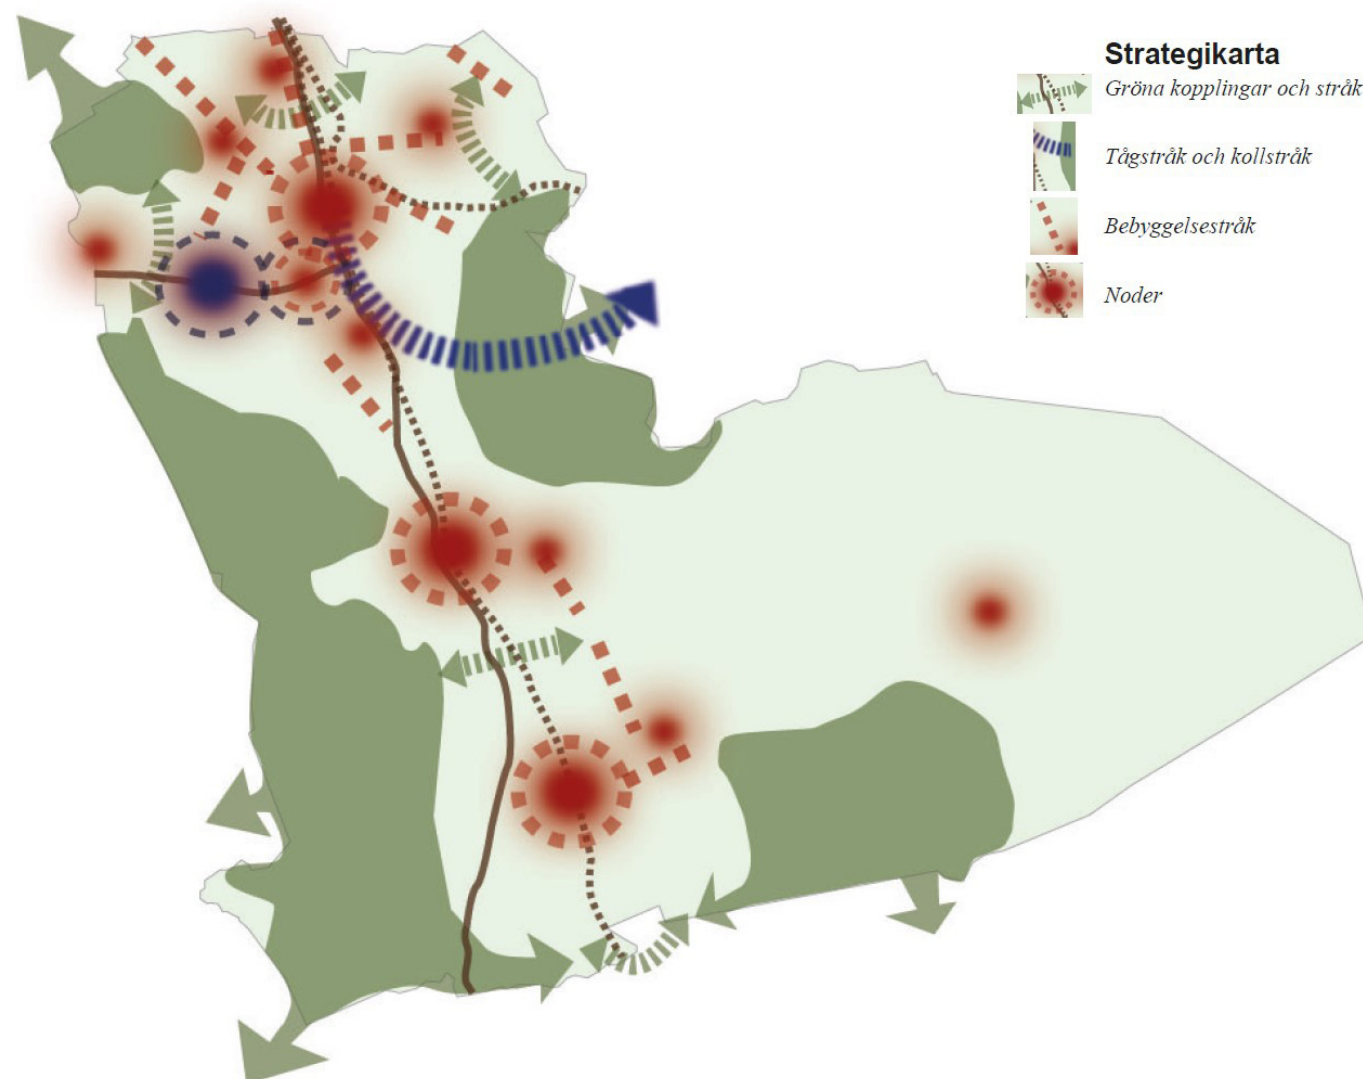 Strategikarta
Gröna kopplingar och stråk
Tågstråk och kollstråk
Bebyggelsestråk
Noder